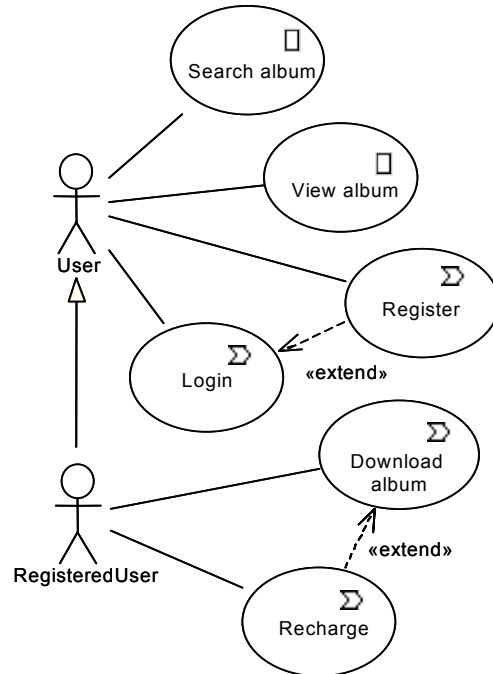 Search album
View album
User
Register
Login
«extend»
Download
album
«extend»
RegisteredUser
Recharge